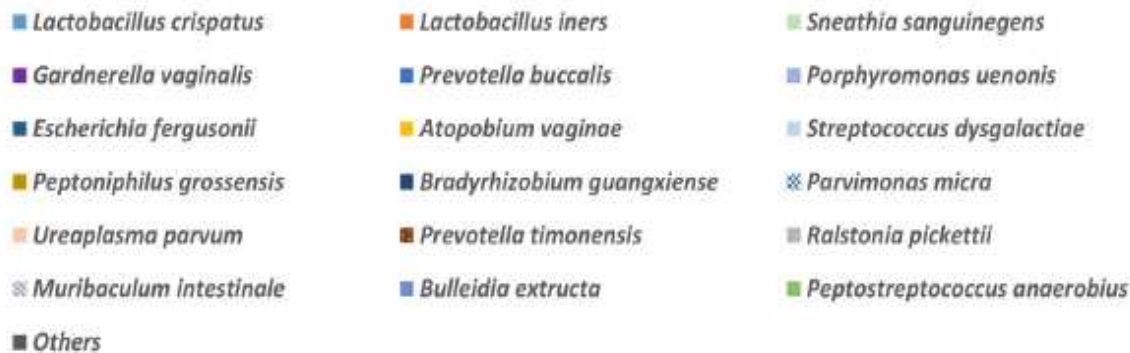 Lactobacillus crispatus Lactobacillus iners Sneathia sanguinegens
Gardnerella vaginalis Prevotella buccalis Porphyromonas uenonis
Escherichia fergusonii Atopobium vaginae Streptococcus dysgalactiae
Peptoniphilus grossensis Bradyrhizobium guangxiense Parvimonas micra
Ureaplasma parvum Prevotella timonensis Ralstonia pickettii
Muribaculum intestinale Bulleidia extructa Peptostreptococcus anaerobius
Others